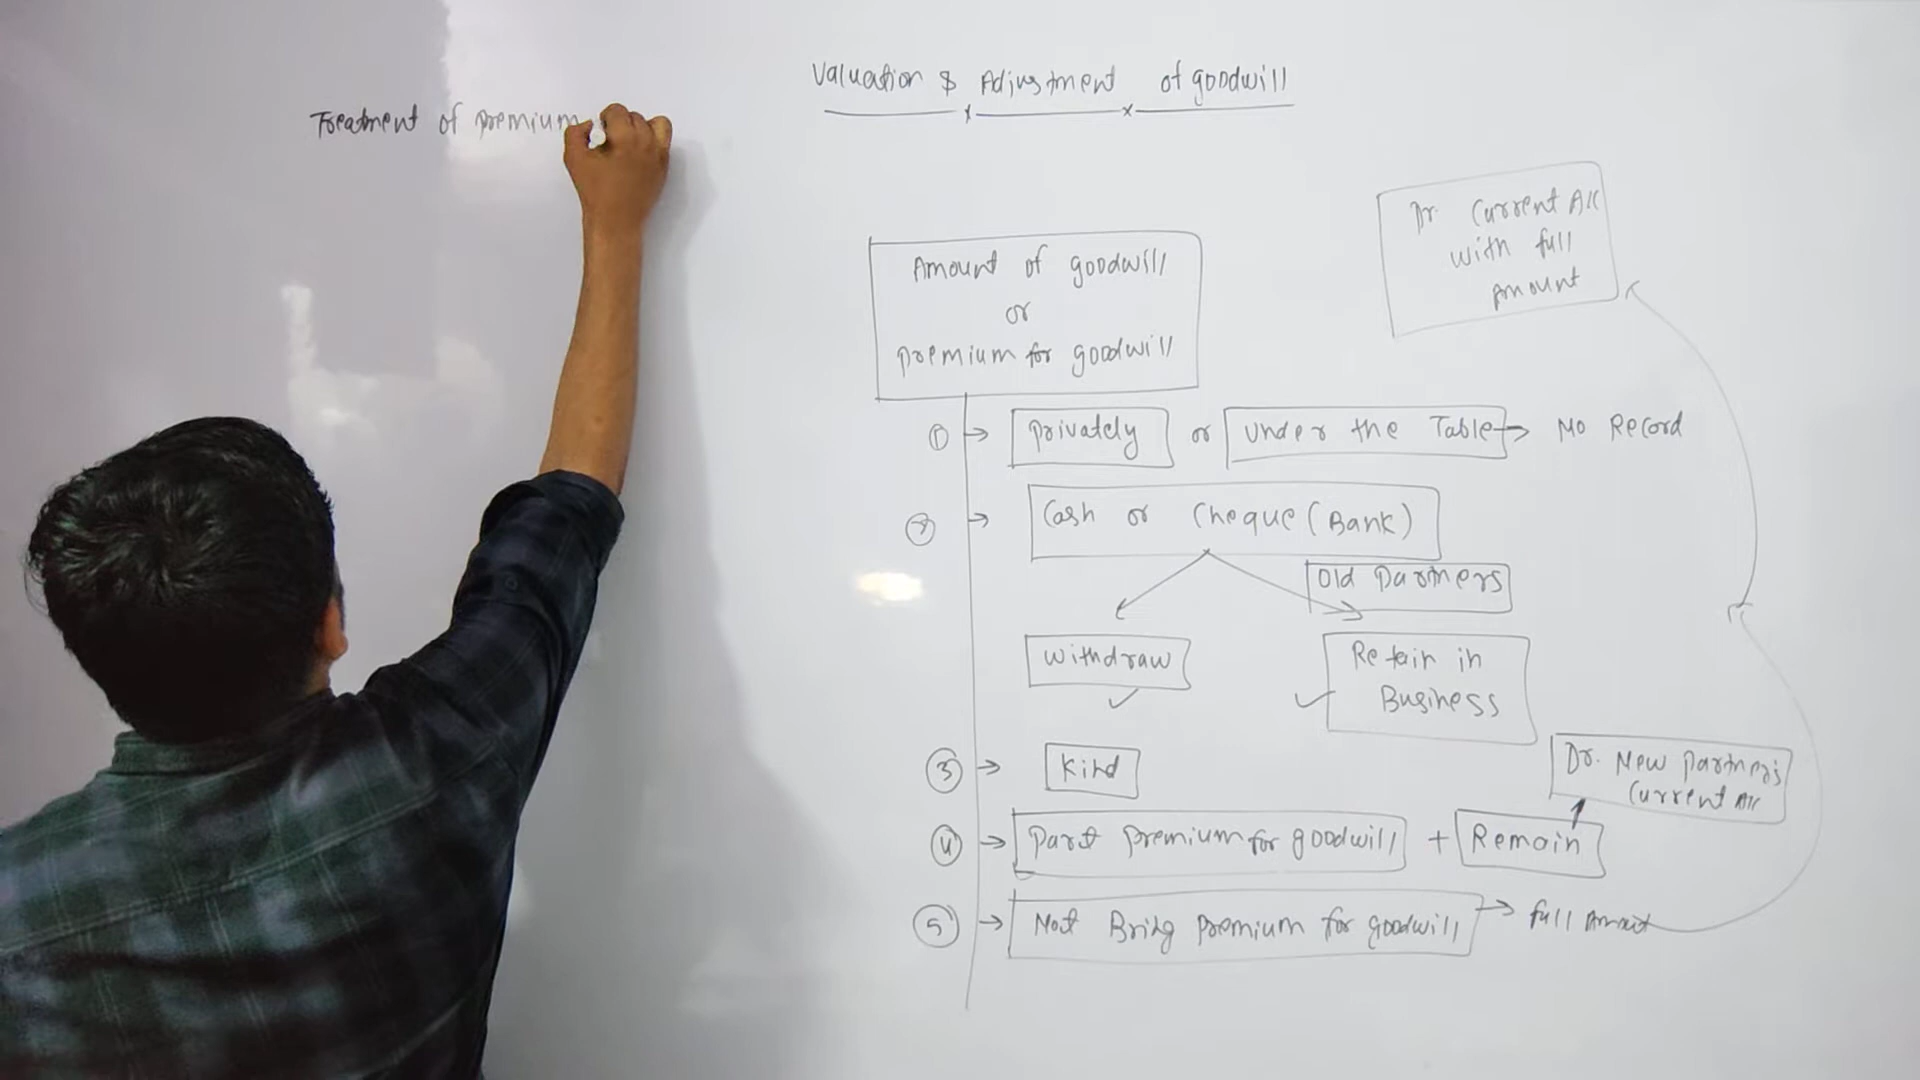 Valuation & Adjustment of goodwill
Treatment of premium
Dr. Current A/C
with full
Amount
Amount of goodwill
or
premium for goodwill
① → Privately or Under the Table → No Record
② → Cash or Cheque (Bank)
Old Partners
Withdraw
Retain in
Business
③ → Kind
Dr. New Partner's
Current A/C
④ → Part premium for goodwill + Remain
⑤ → Not Bring premium for goodwill → full Amount